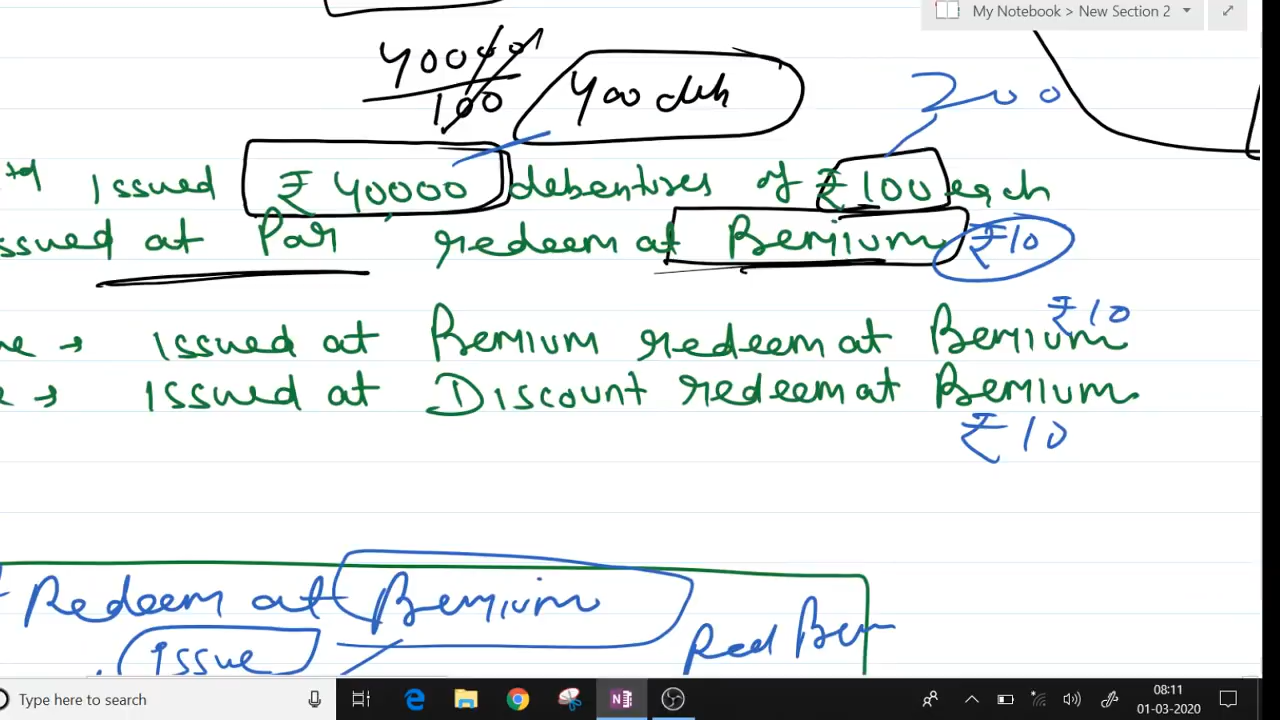 My Notebook > New Section 2
40000
100
400 deb
200
Issued ₹ 40000 debentures of ₹ 100 each
issued at Par redeem at Premium ₹10
₹10
→ issued at Premium redeem at Premium
→ issued at Discount redeem at Premium
₹10
Redeem at Premium
Issue
Red Prem
Type here to search
08:11
01-03-2020